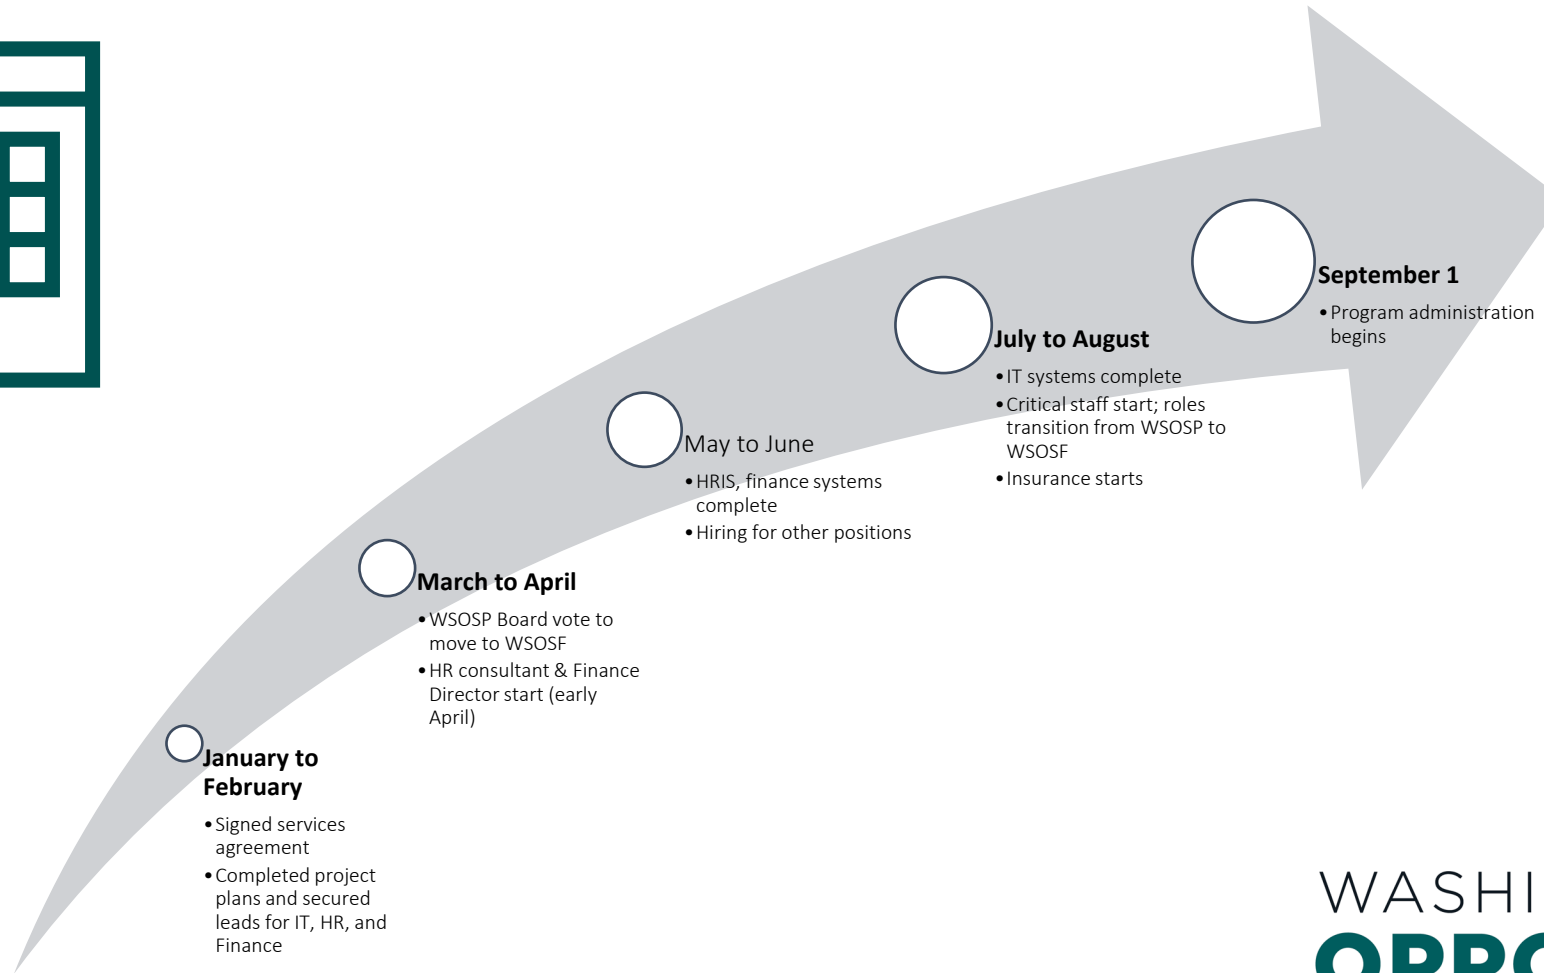 January to
February
•Signed services
agreement
•Completed project
plans and secured
leads for IT, HR, and
Finance
March to April
•WSOSP Board vote to
move to WSOSF
•HR consultant & Finance
Director start (early
April)
May to June
•HRIS, finance systems
complete
•Hiring for other positions
July to August
•IT systems complete
•Critical staff start; roles
transition from WSOSP to
WSOSF
•Insurance starts
September 1
•Program administration
begins
WASHI